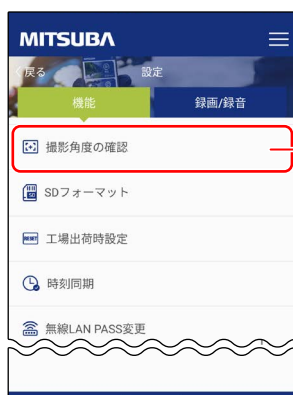 MITSUBA
〈戻る 設定
機能 録画/録音
撮影角度の確認
SDフォーマット
RESET 工場出荷時設定
時刻同期
無線LAN PASS変更